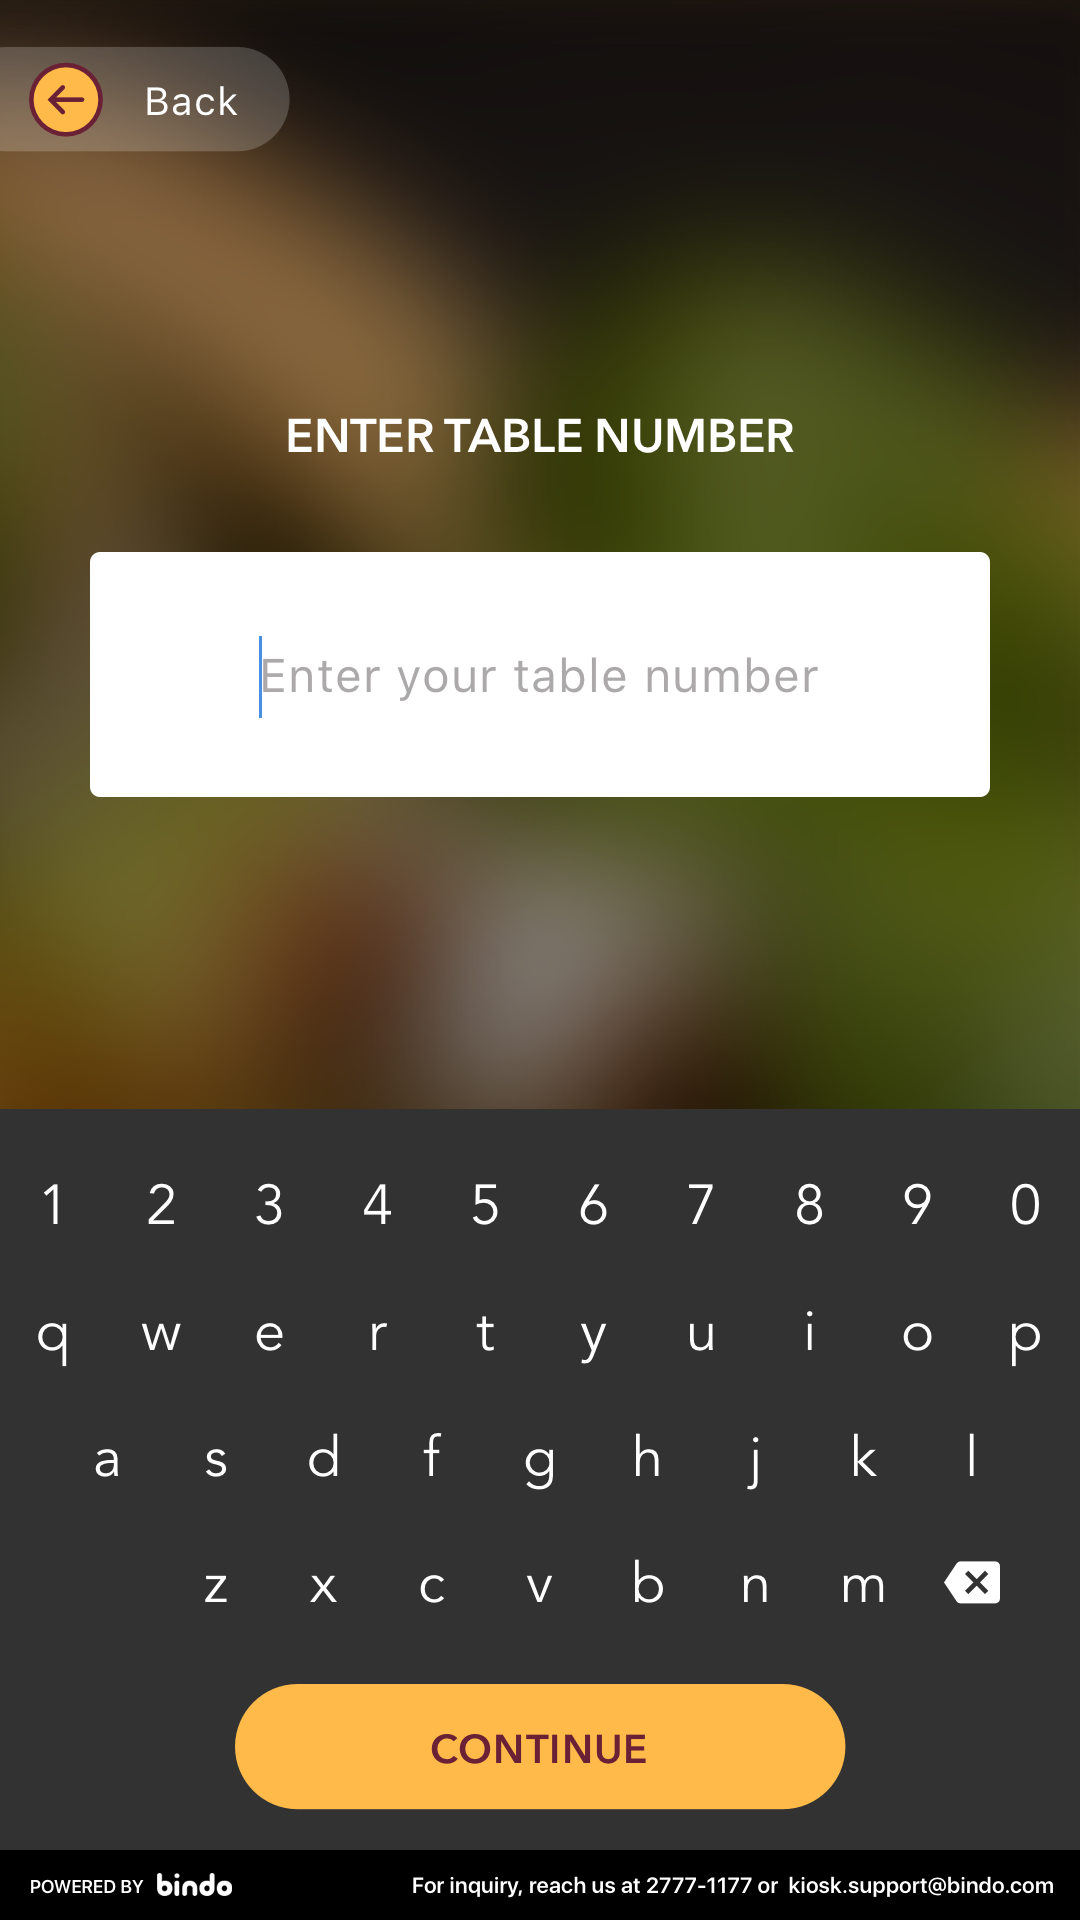 Back
ENTER TABLE NUMBER
Enter your table number
1 2 3 4 5 6 7 8 9 0
q w e r t y u i o p
a s d f g h j k l
z x c v b n m
CONTINUE
POWERED BY bindo For inquiry, reach us at 2777-1177 or kiosk.support@bindo.com